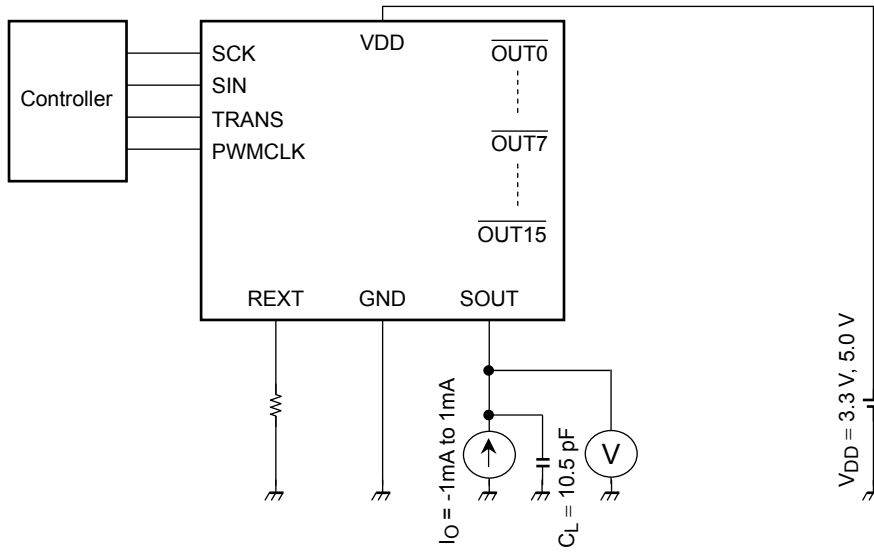 Controller
SCK
SIN
TRANS
PWMCLK
VDD
OUT0
OUT7
OUT15
REXT
GND
SOUT
IO = -1mA to 1mA
CL = 10.5 pF
V
VDD = 3.3 V, 5.0 V